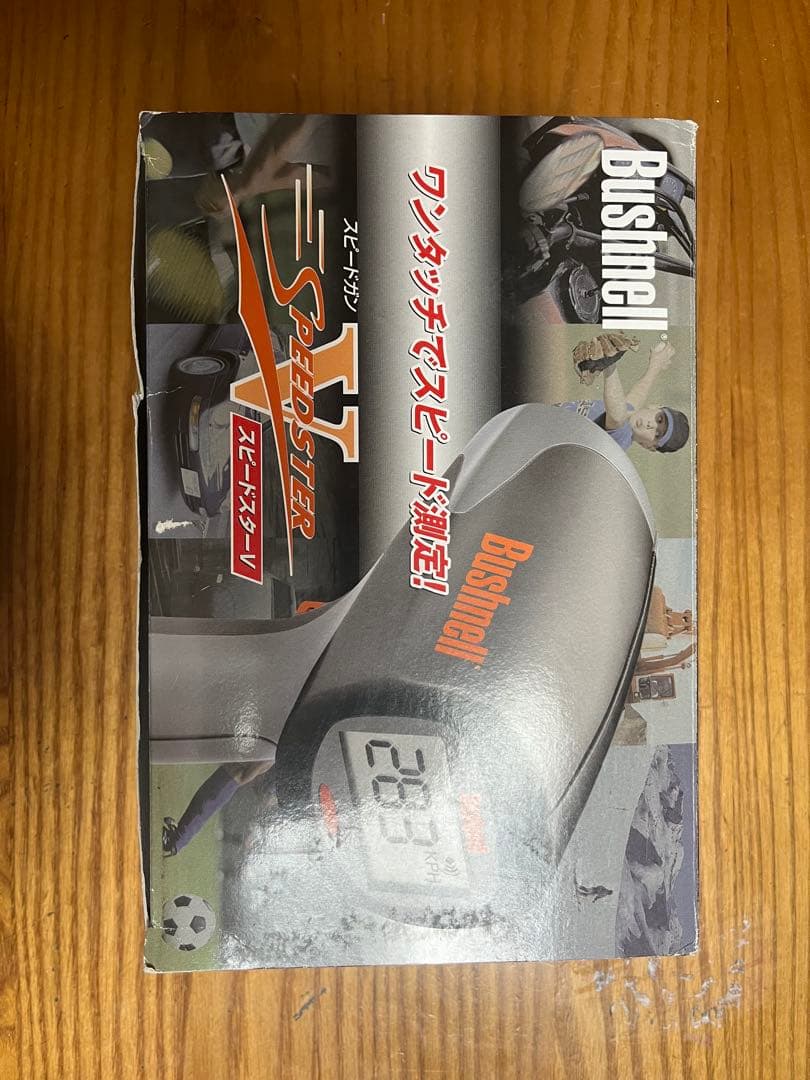 Bushnell
ワンタッチでスピード測定!
スピードガン
SPEEDSTER V
スピードスターV
Bushnell
283
KPH